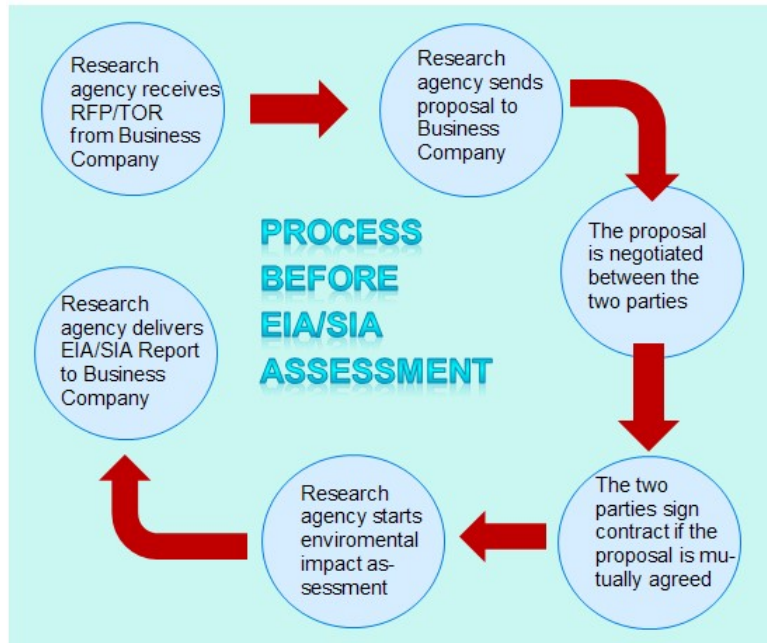 Research
agency receives
RFP/TOR
from Business
Company
Research
agency sends
proposal to
Business
Company
The proposal
is negotiated
between the
two parties
The two
parties sign
contract if the
proposal is mu-
tually agreed
Research
agency starts
enviromental
impact as-
sessment
Research
agency delivers
EIA/SIA Report
to Business
Company
PROCESS
BEFORE
EIA/SIA
ASSESSMENT